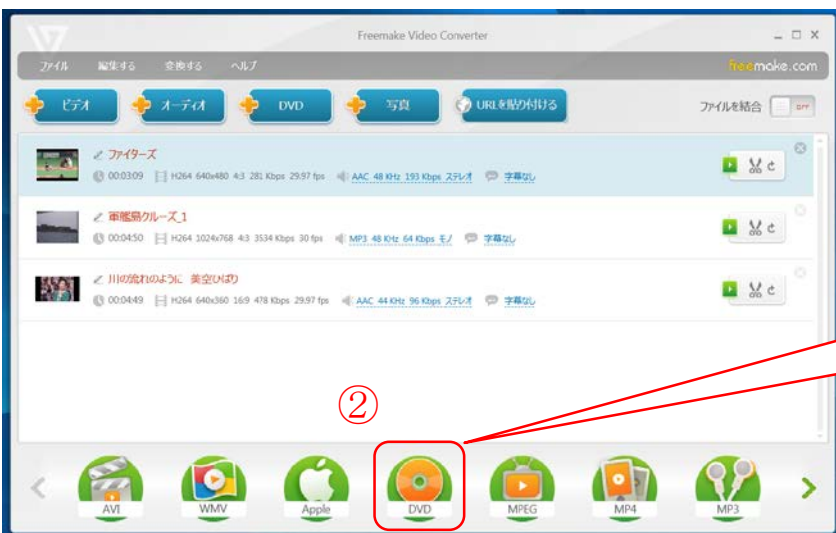 Freemake Video Converter
ファイル 編集する 変換する ヘルプ freemake.com
ビデオ オーディオ DVD 写真 URLを貼り付ける ファイルを結合 OFF
ファイターズ
00:03:09 H264 640x480 4:3 281 Kbps 29.97 fps AAC 48 KHz 193 Kbps ステレオ 字幕なし
軍艦島クルーズ_1
00:04:50 H264 1024x768 4:3 3534 Kbps 30 fps MP3 48 KHz 64 Kbps モノ 字幕なし
川の流れのように 美空ひばり
00:04:49 H264 640x360 16:9 478 Kbps 29.97 fps AAC 44 KHz 96 Kbps ステレオ 字幕なし
②
AVI WMV Apple DVD MPEG MP4 MP3